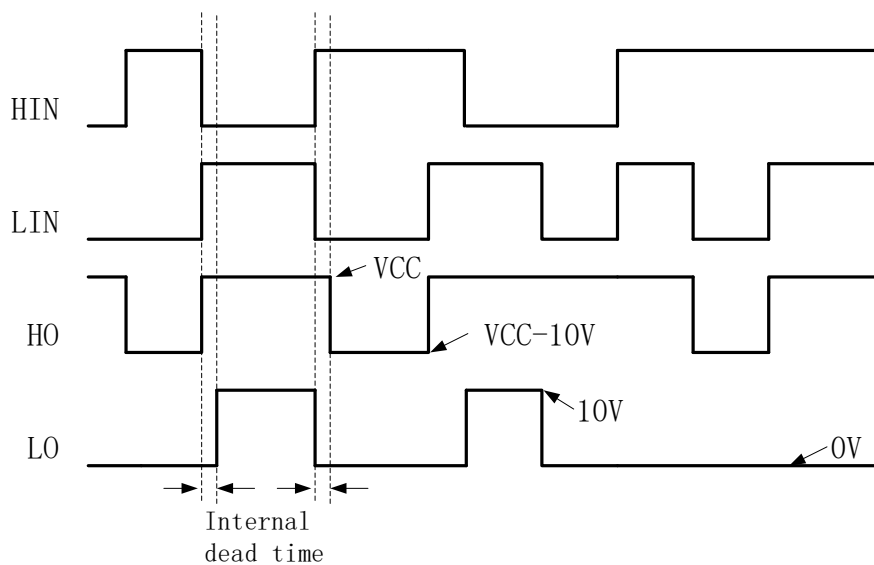 HIN
LIN
VCC
HO
VCC-10V
10V
LO
0V
Internal
dead time